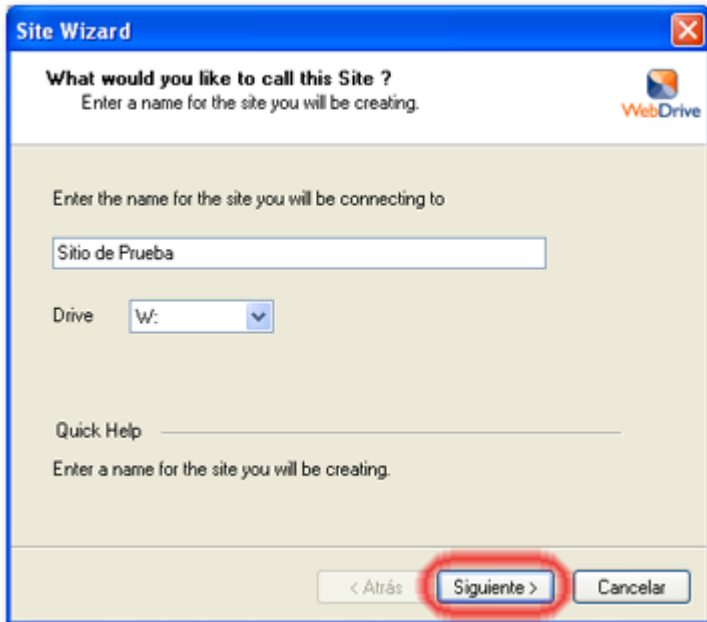 Site Wizard
What would you like to call this Site ?
Enter a name for the site you will be creating.
WebDrive
Enter the name for the site you will be connecting to
Sitio de Prueba
Drive W:
Quick Help
Enter a name for the site you will be creating.
< Atrás Siguiente > Cancelar